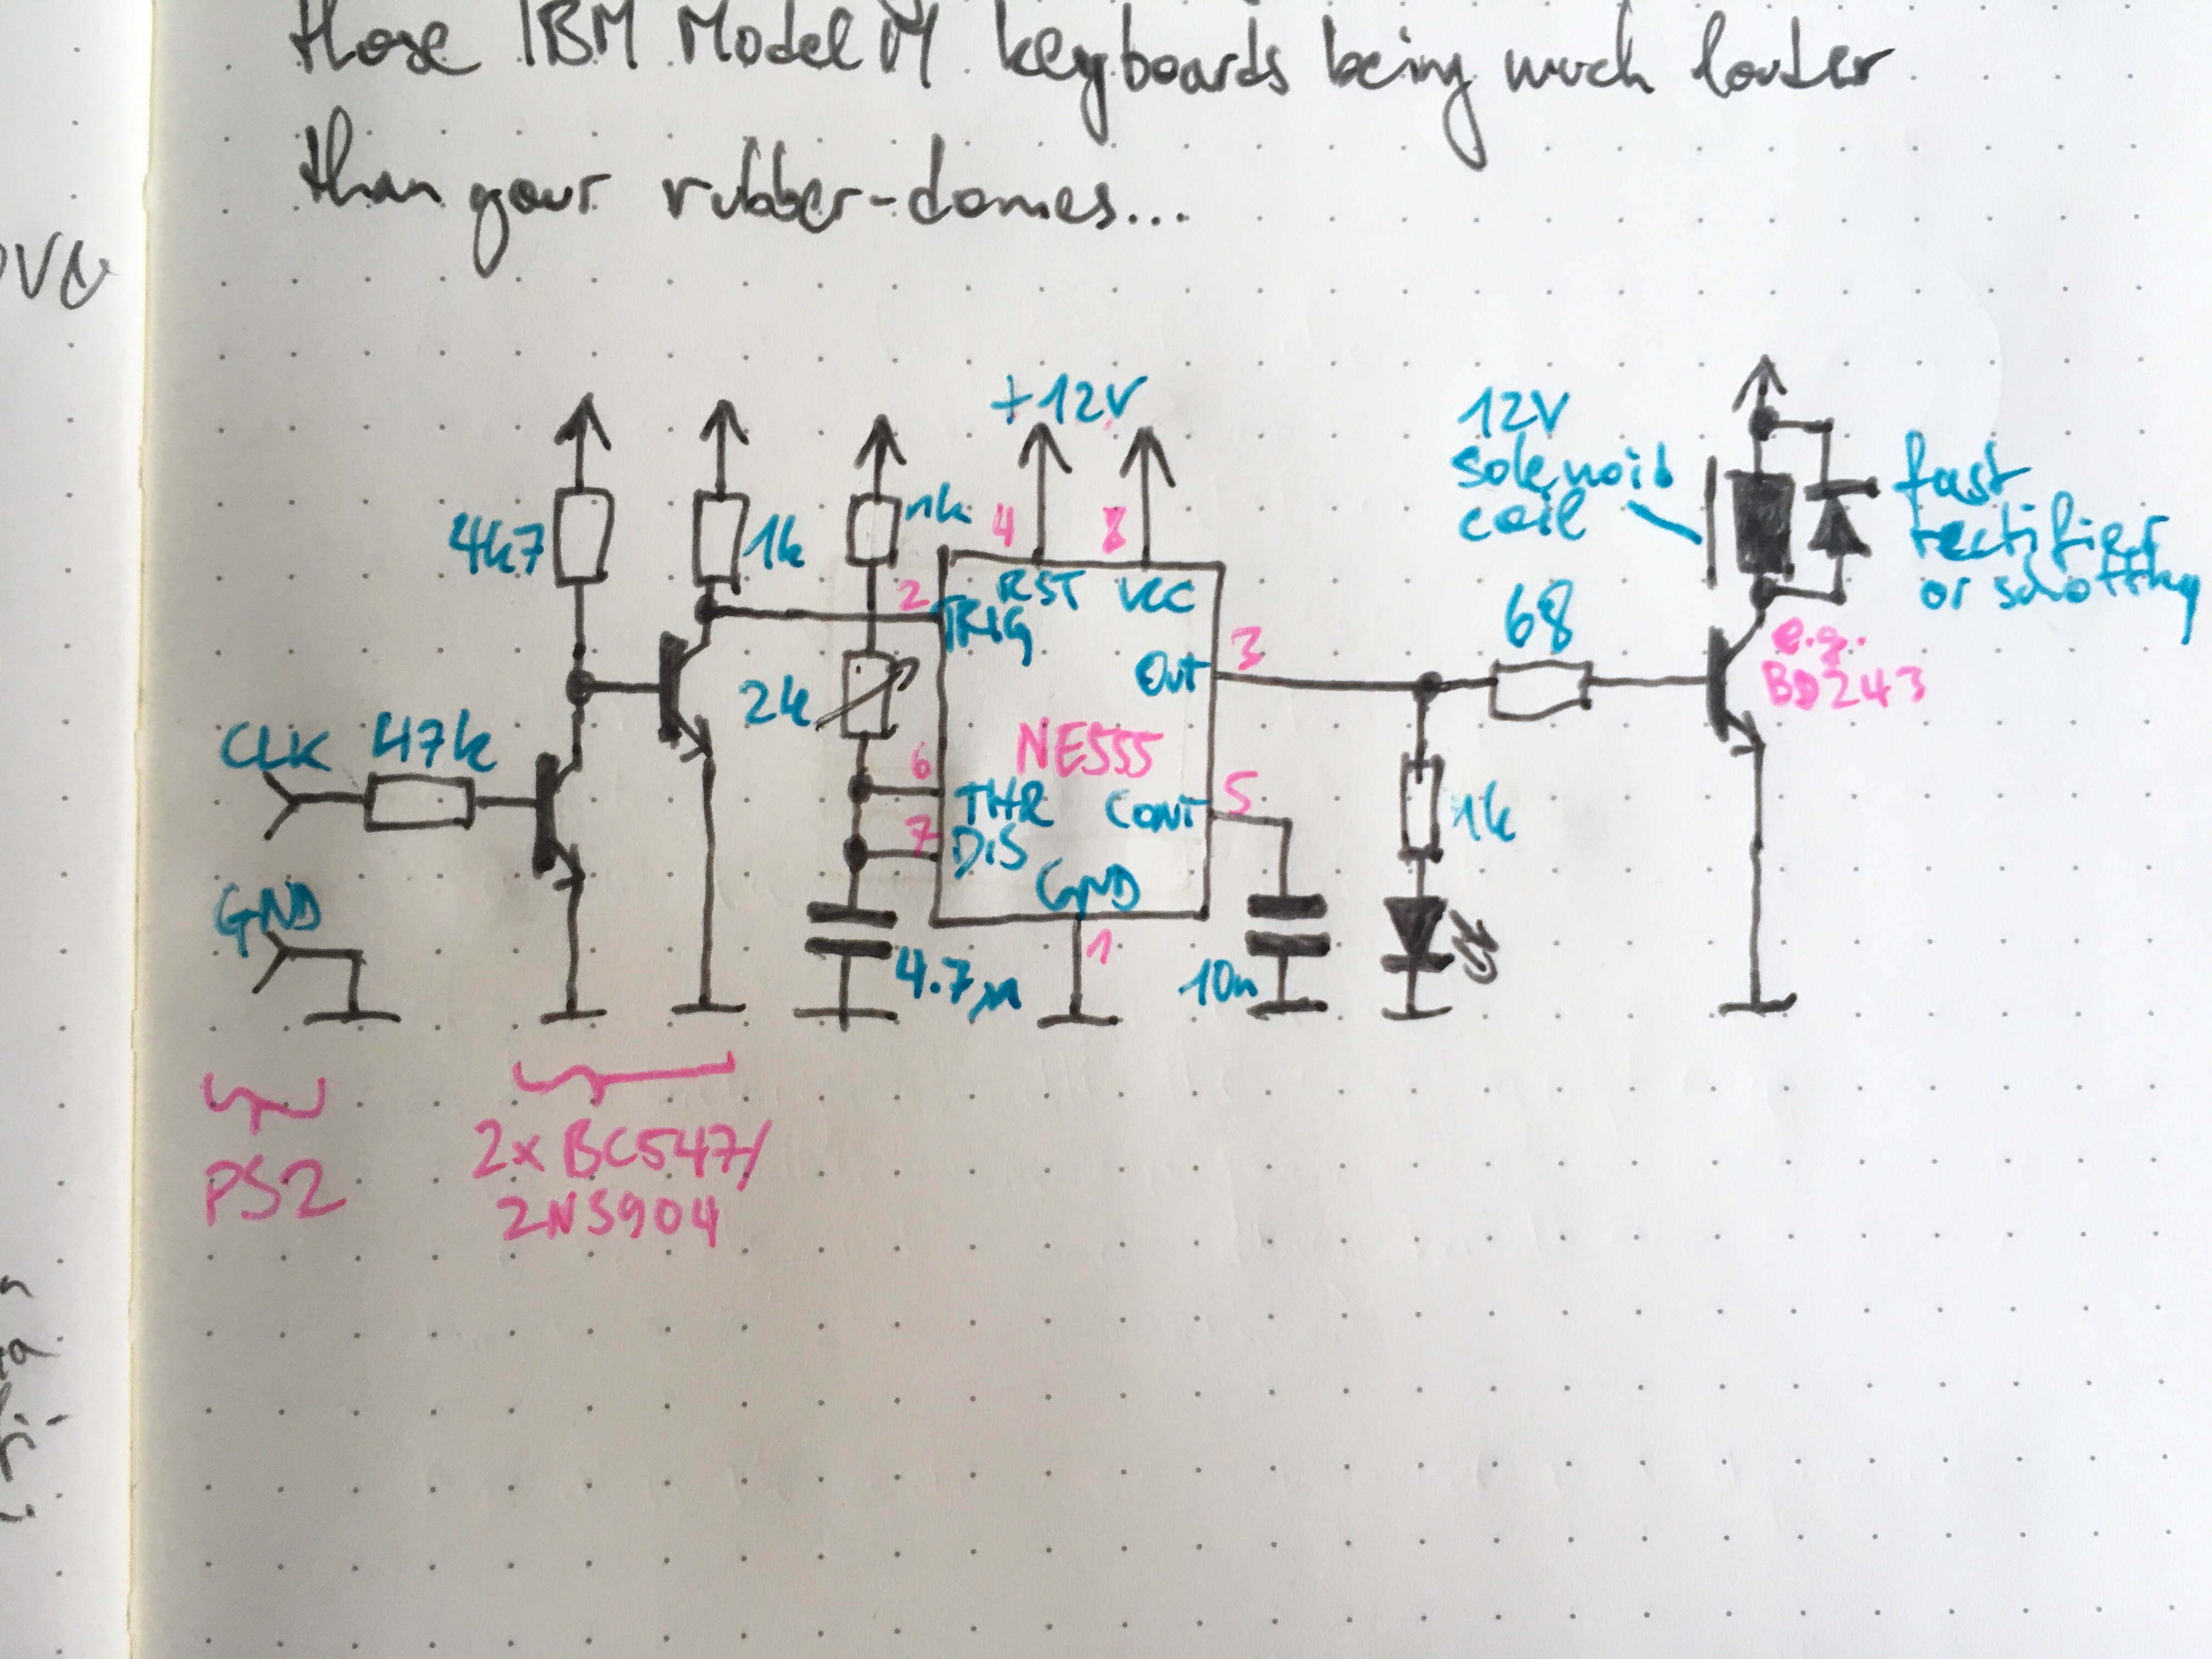 those IBM Model M keyboards being much louder
than your rubber-domes...
+12V
12V
solenoid
coil
fast
rectifier
or schottky
4k7
1k
1k
4
8
2
TRIG
RST
VCC
68
e.g.
BD243
2k
Out
3
NE555
CLK
47k
6
THR
CONT
5
1k
7
DIS
GND
GND
1
4.7µ
10n
PS2
2x BC547/
2N3904